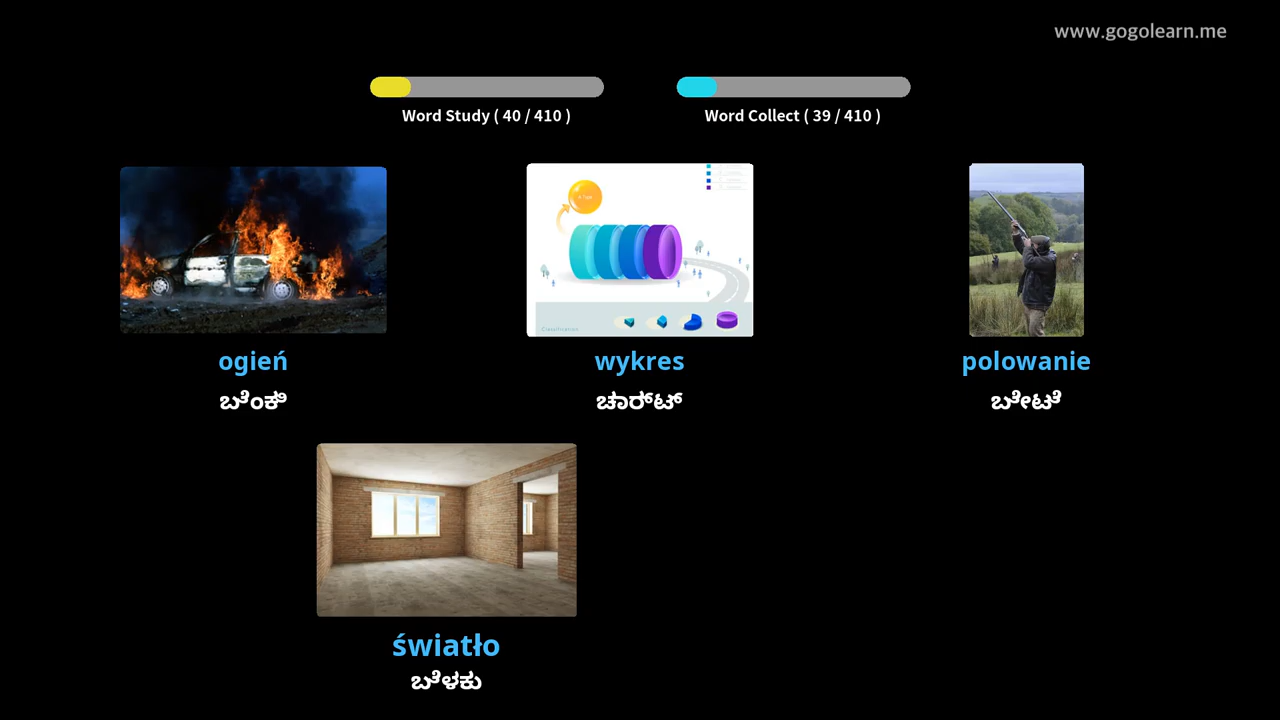 www.gogolearn.me
Word Study ( 40 / 410 )
Word Collect ( 39 / 410 )
ogień
wykres
polowanie
ಬೆಂಕಿ
ಚಾರ್ಟ್
ಬೇಟೆ
światło
ಬೆಳಕು